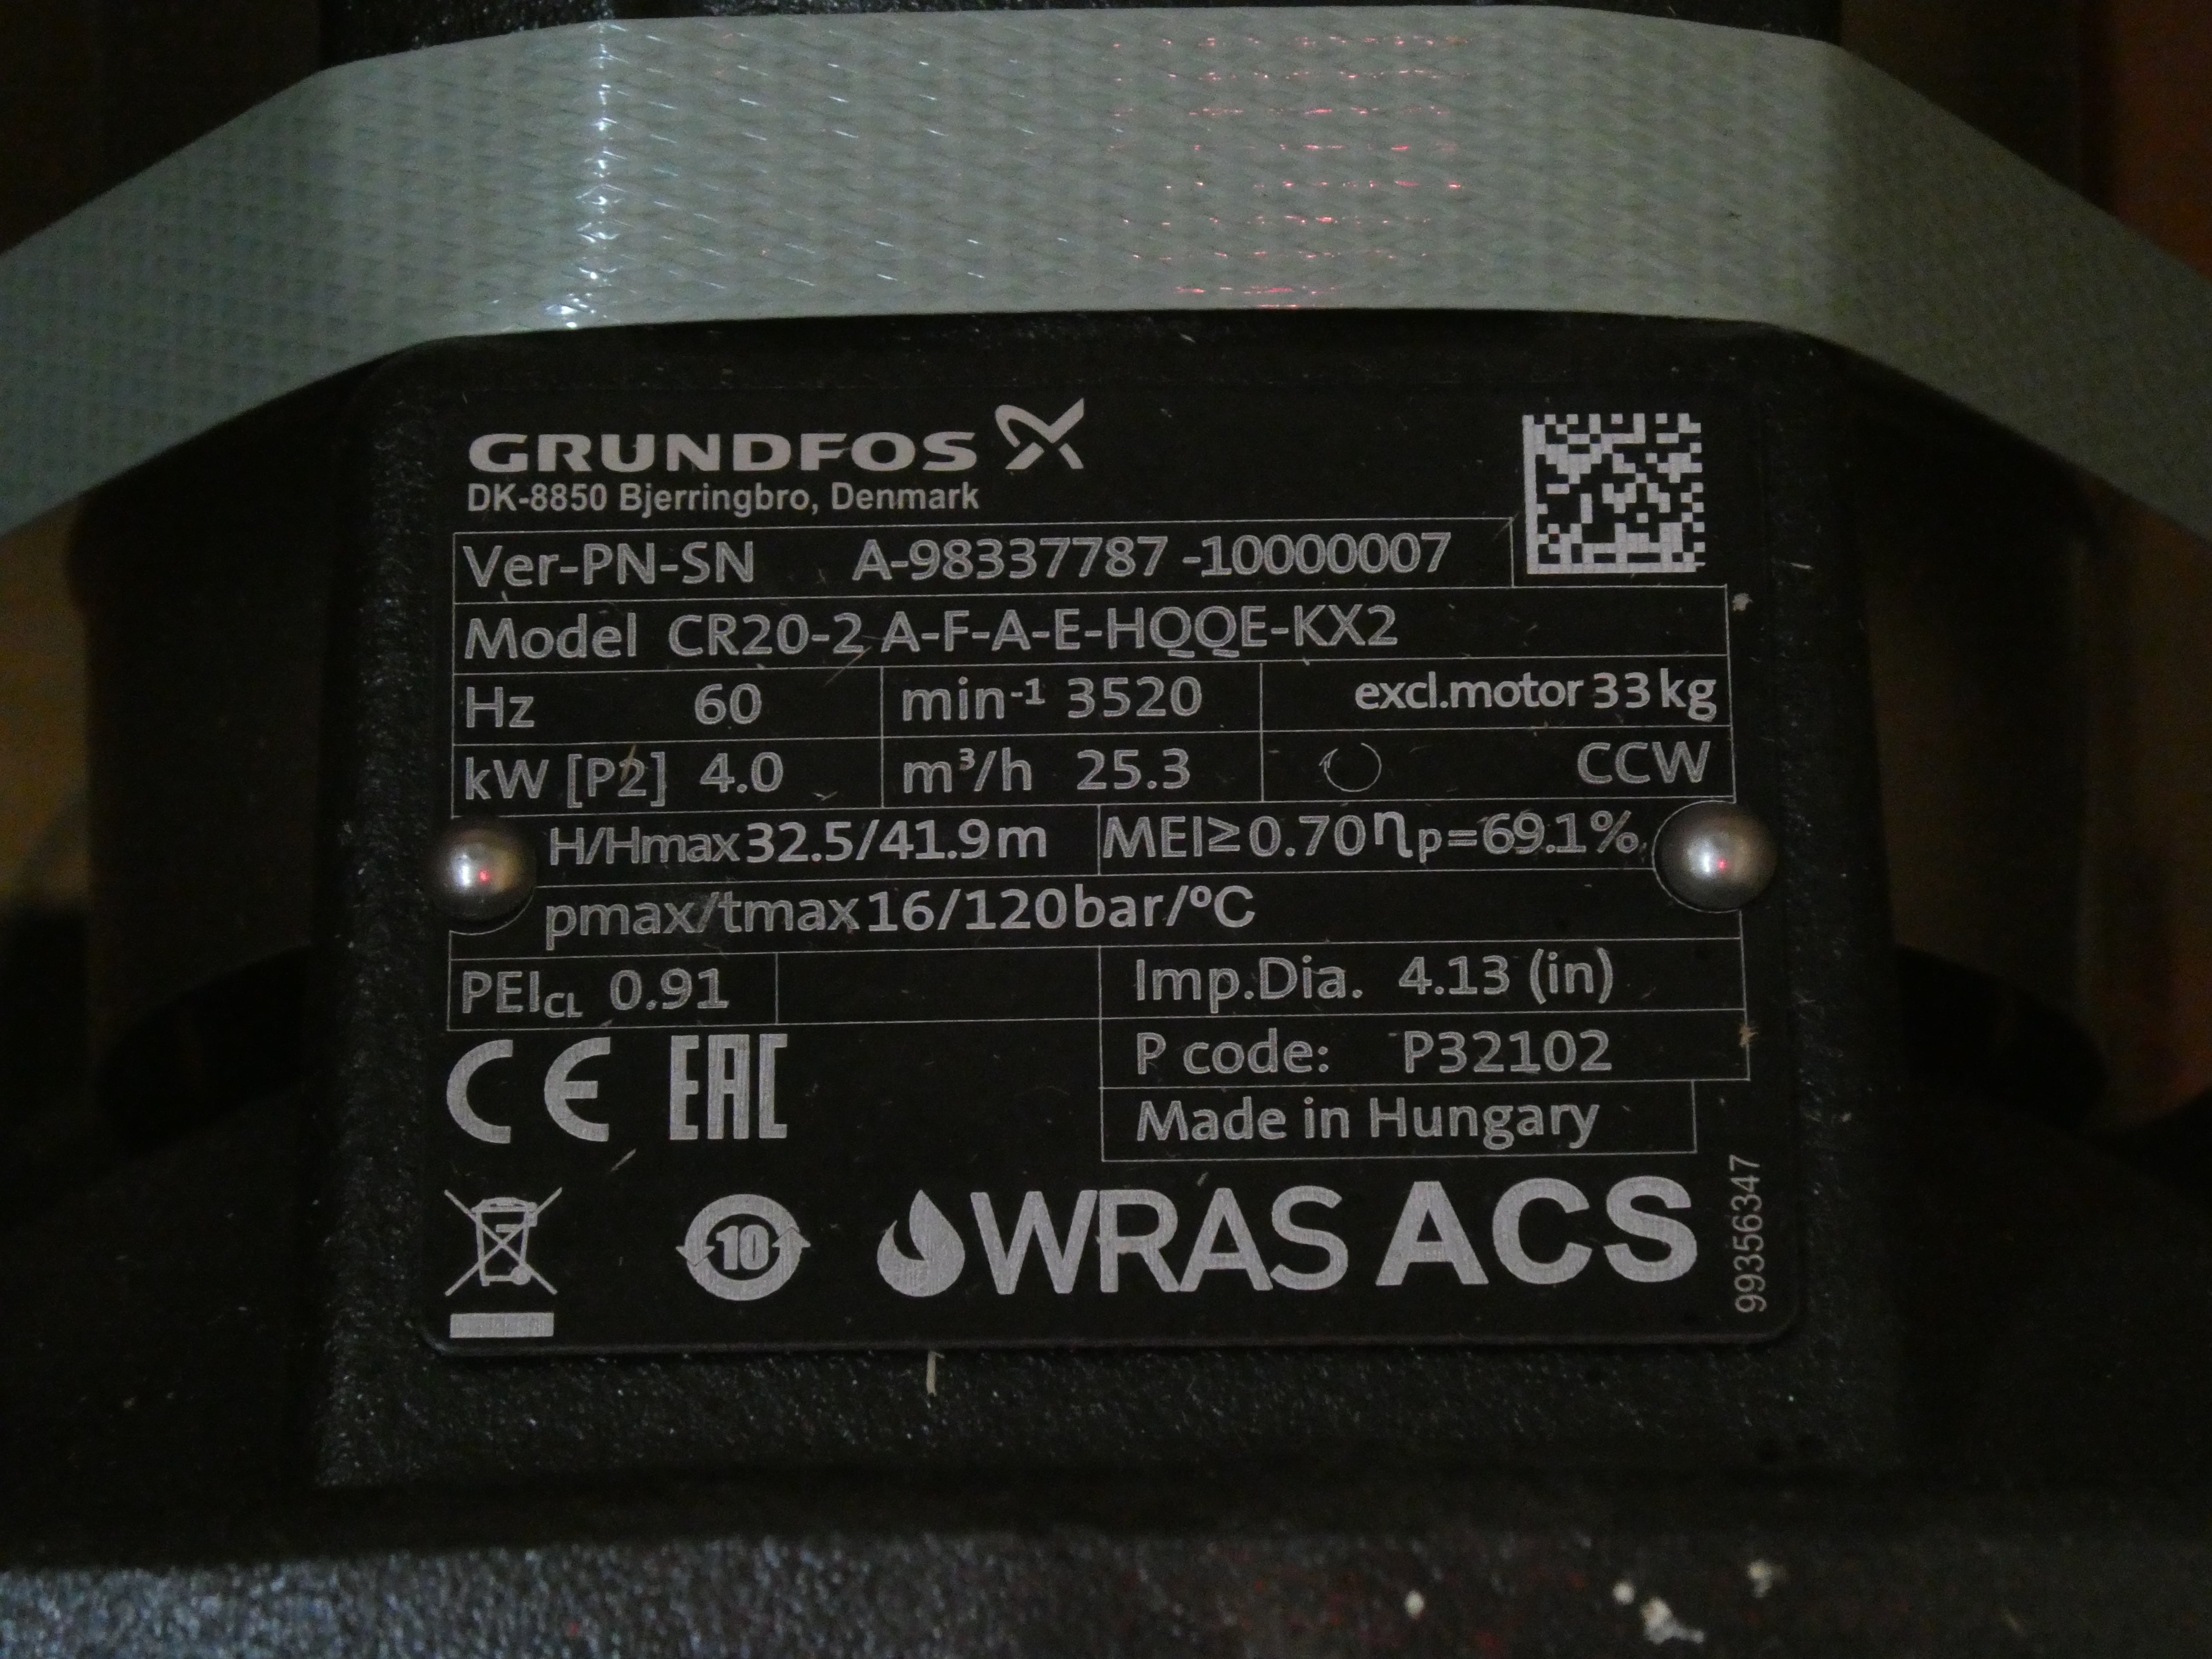 GRUNDFOS
DK-8850 Bjerringbro, Denmark
Ver-PN-SN A-98337787 -10000007
Model CR20-2 A-F-A-E-HQQE-KX2
Hz 60 min⁻¹ 3520 excl.motor 33 kg
kW [P2] 4.0 m³/h 25.3 CCW
H/Hmax 32.5/41.9 m MEI≥0.70 ηp=69.1%
pmax/tmax 16/120 bar/°C
PEICL 0.91 Imp.Dia. 4.13 (in)
P code: P32102
Made in Hungary
CE EAC
10 WRAS ACS
99356347